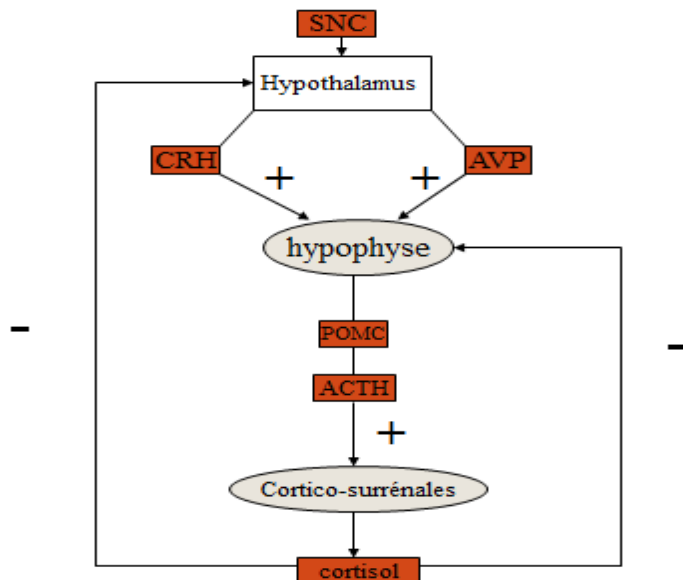 SNC
Hypothalamus
CRH
+
+
AVP
hypophyse
-
POMC
-
ACTH
+
Cortico-surrénales
cortisol